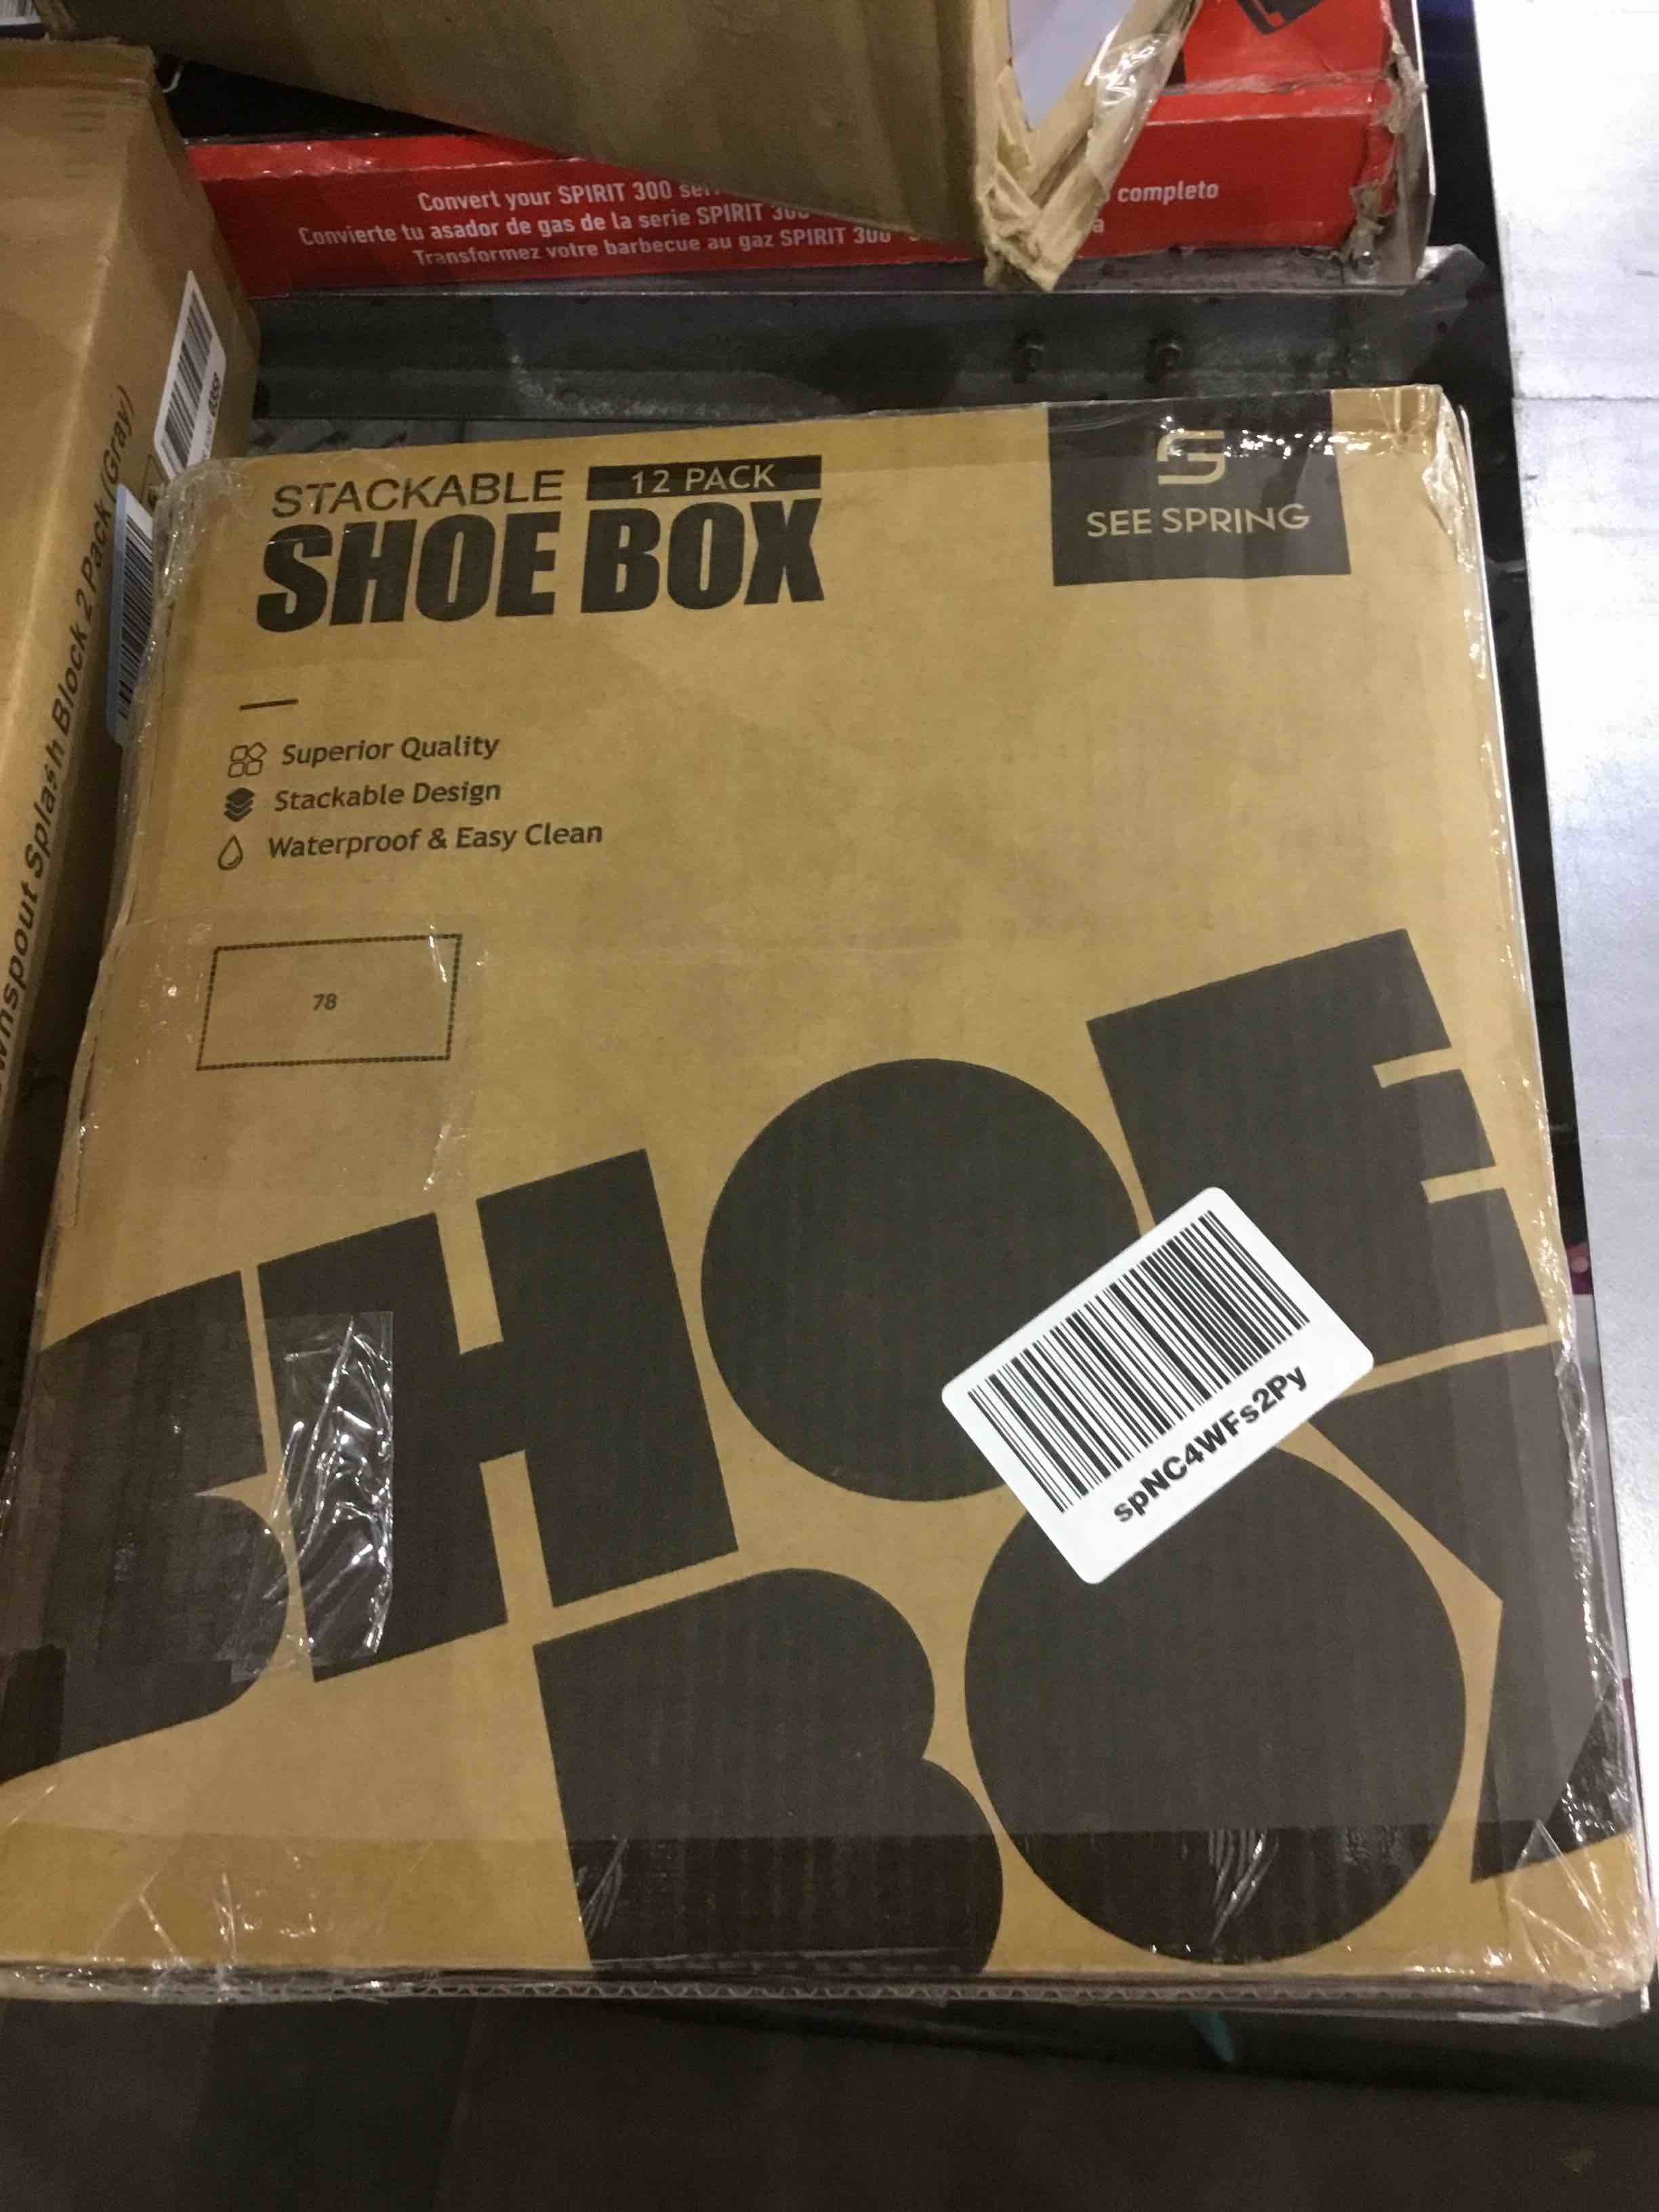 Convert your SPIRIT 300
completo
Convierte tu asador de gas de la serie SPIRIT
Transformez votre barbecue au gaz SPIRIT 300
Splash Block 2 Pack (Gray)
STACKABLE 12 PACK
SHOE BOX
SEE SPRING
Superior Quality
Stackable Design
Waterproof & Easy Clean
78
SHOE
BOX
spNC4WFs2Py